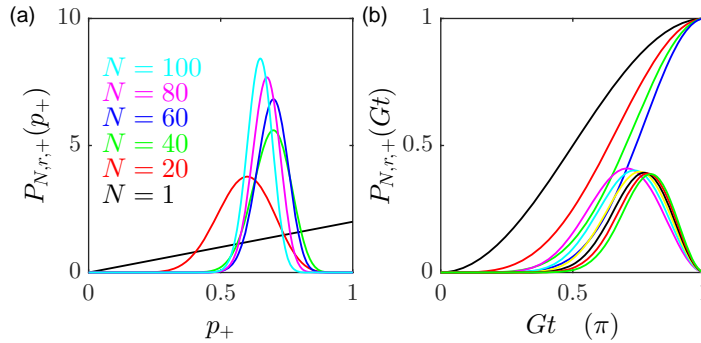 (a)
10
5
0
P_{N,r,+}(p_+)
N = 100
N = 80
N = 60
N = 40
N = 20
N = 1
0 0.5 1
p_+
(b)
1
0.5
0
P_{N,r,+}(Gt)
0 0.5 1
Gt (π)